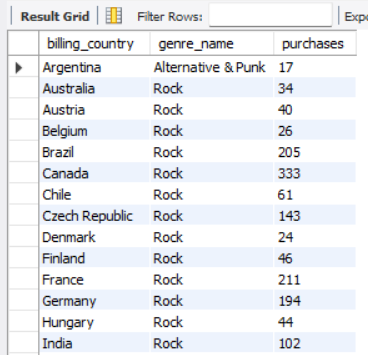 Result Grid Filter Rows: Expo
billing_country genre_name purchases
Argentina Alternative & Punk 17
Australia Rock 34
Austria Rock 40
Belgium Rock 26
Brazil Rock 205
Canada Rock 333
Chile Rock 61
Czech Republic Rock 143
Denmark Rock 24
Finland Rock 46
France Rock 211
Germany Rock 194
Hungary Rock 44
India Rock 102